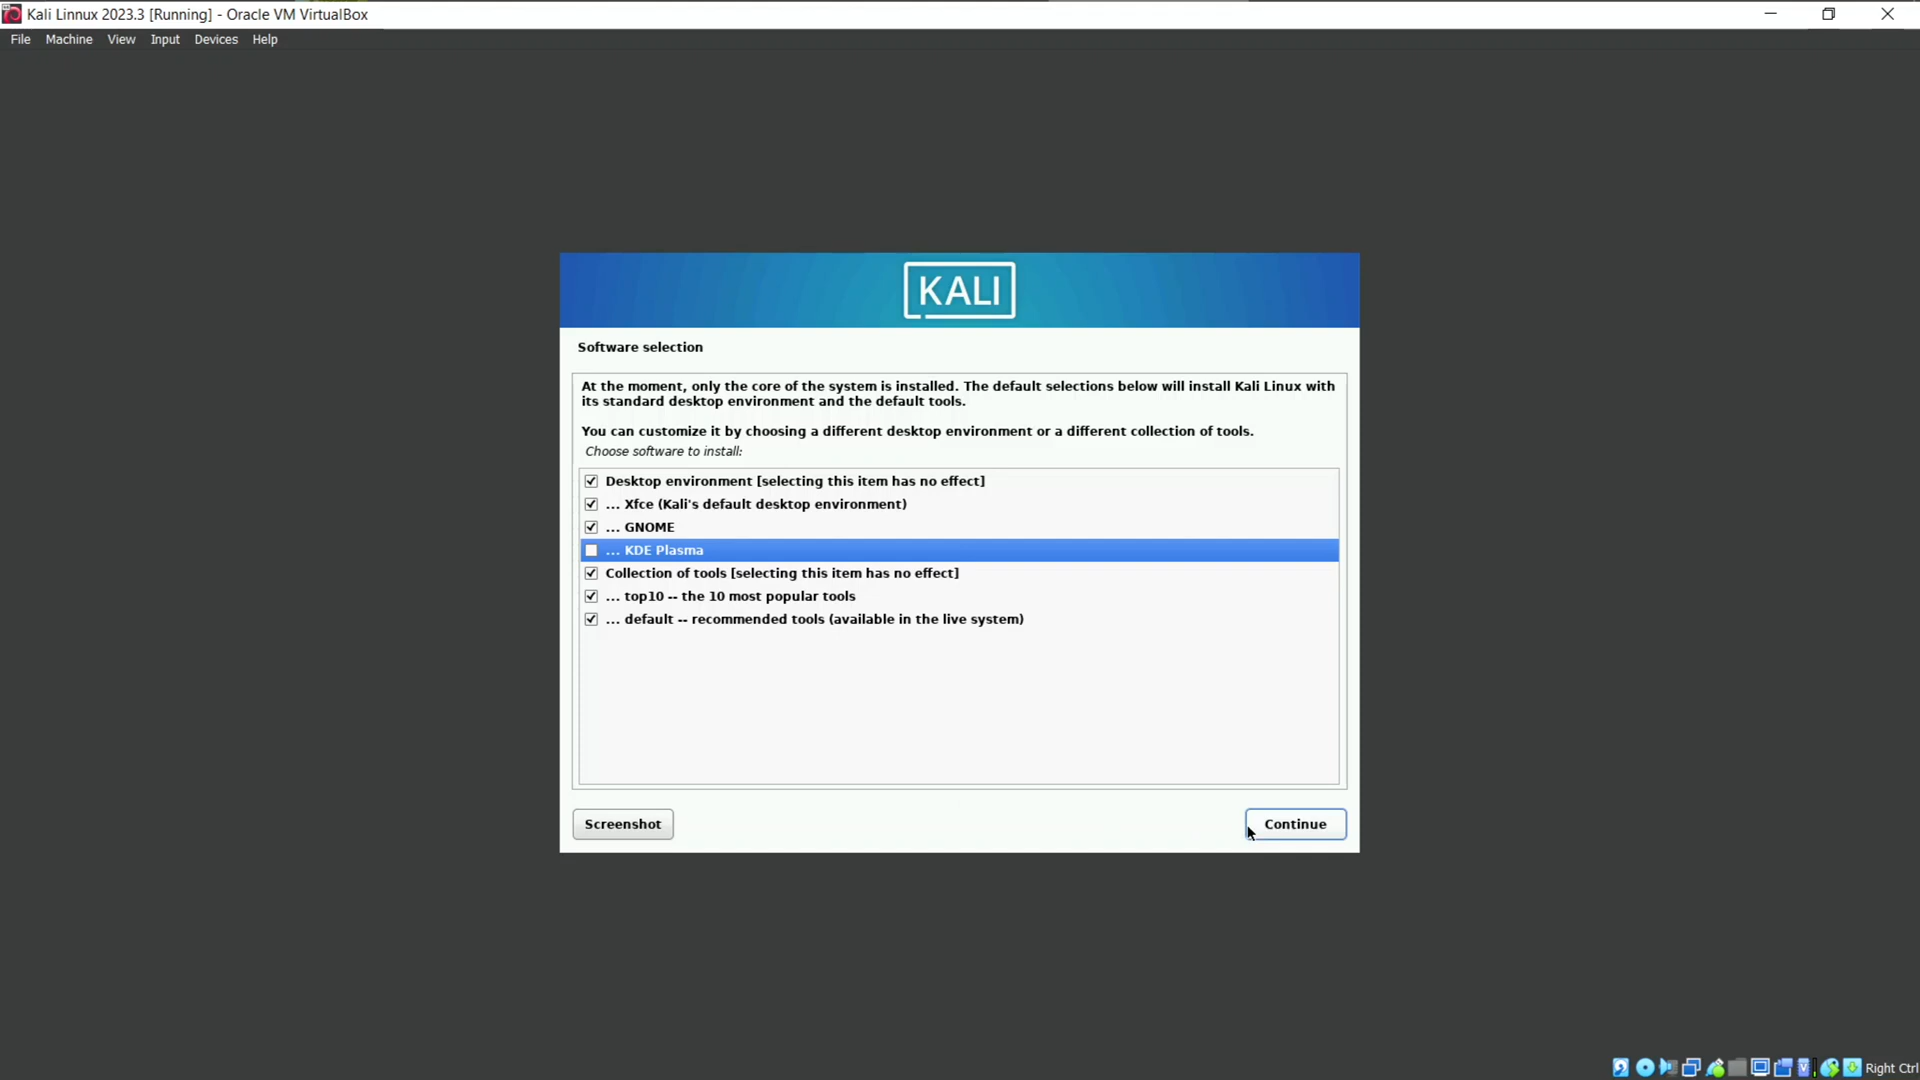 Kali Linnux 2023.3 [Running] - Oracle VM VirtualBox
File Machine View Input Devices Help
KALI
Software selection
At the moment, only the core of the system is installed. The default selections below will install Kali Linux with
its standard desktop environment and the default tools.
You can customize it by choosing a different desktop environment or a different collection of tools.
Choose software to install:
Desktop environment [selecting this item has no effect]
... Xfce (Kali's default desktop environment)
... GNOME
... KDE Plasma
Collection of tools [selecting this item has no effect]
... top10 -- the 10 most popular tools
... default -- recommended tools (available in the live system)
Screenshot
Continue
Right Ctrl